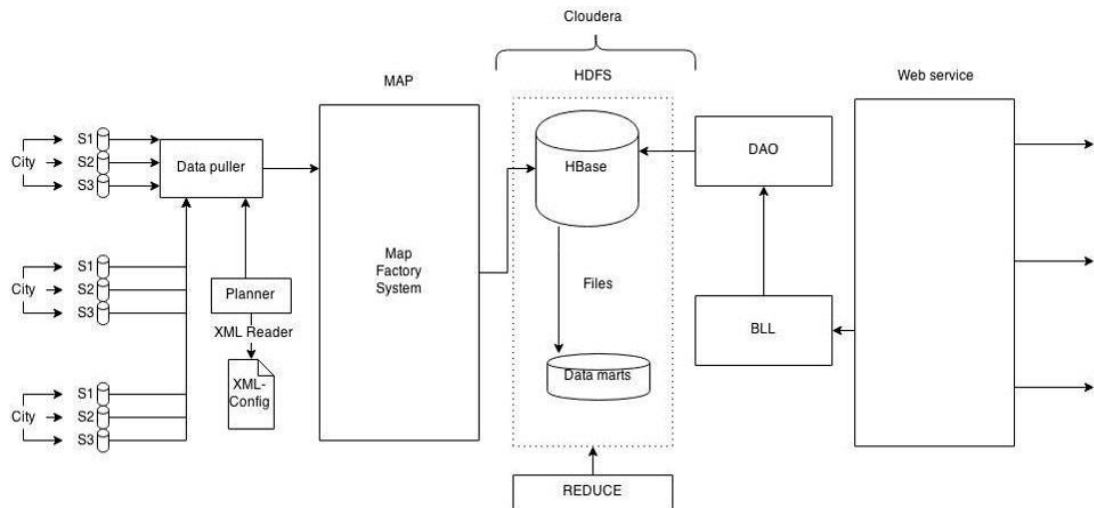 Cloudera
MAP
HDFS
Web service
City
S1
S2
S3
Data puller
HBase
DAO
City
S1
S2
S3
Planner
XML Reader
XML-
Config
Map
Factory
System
Files
BLL
Data marts
City
S1
S2
S3
REDUCE